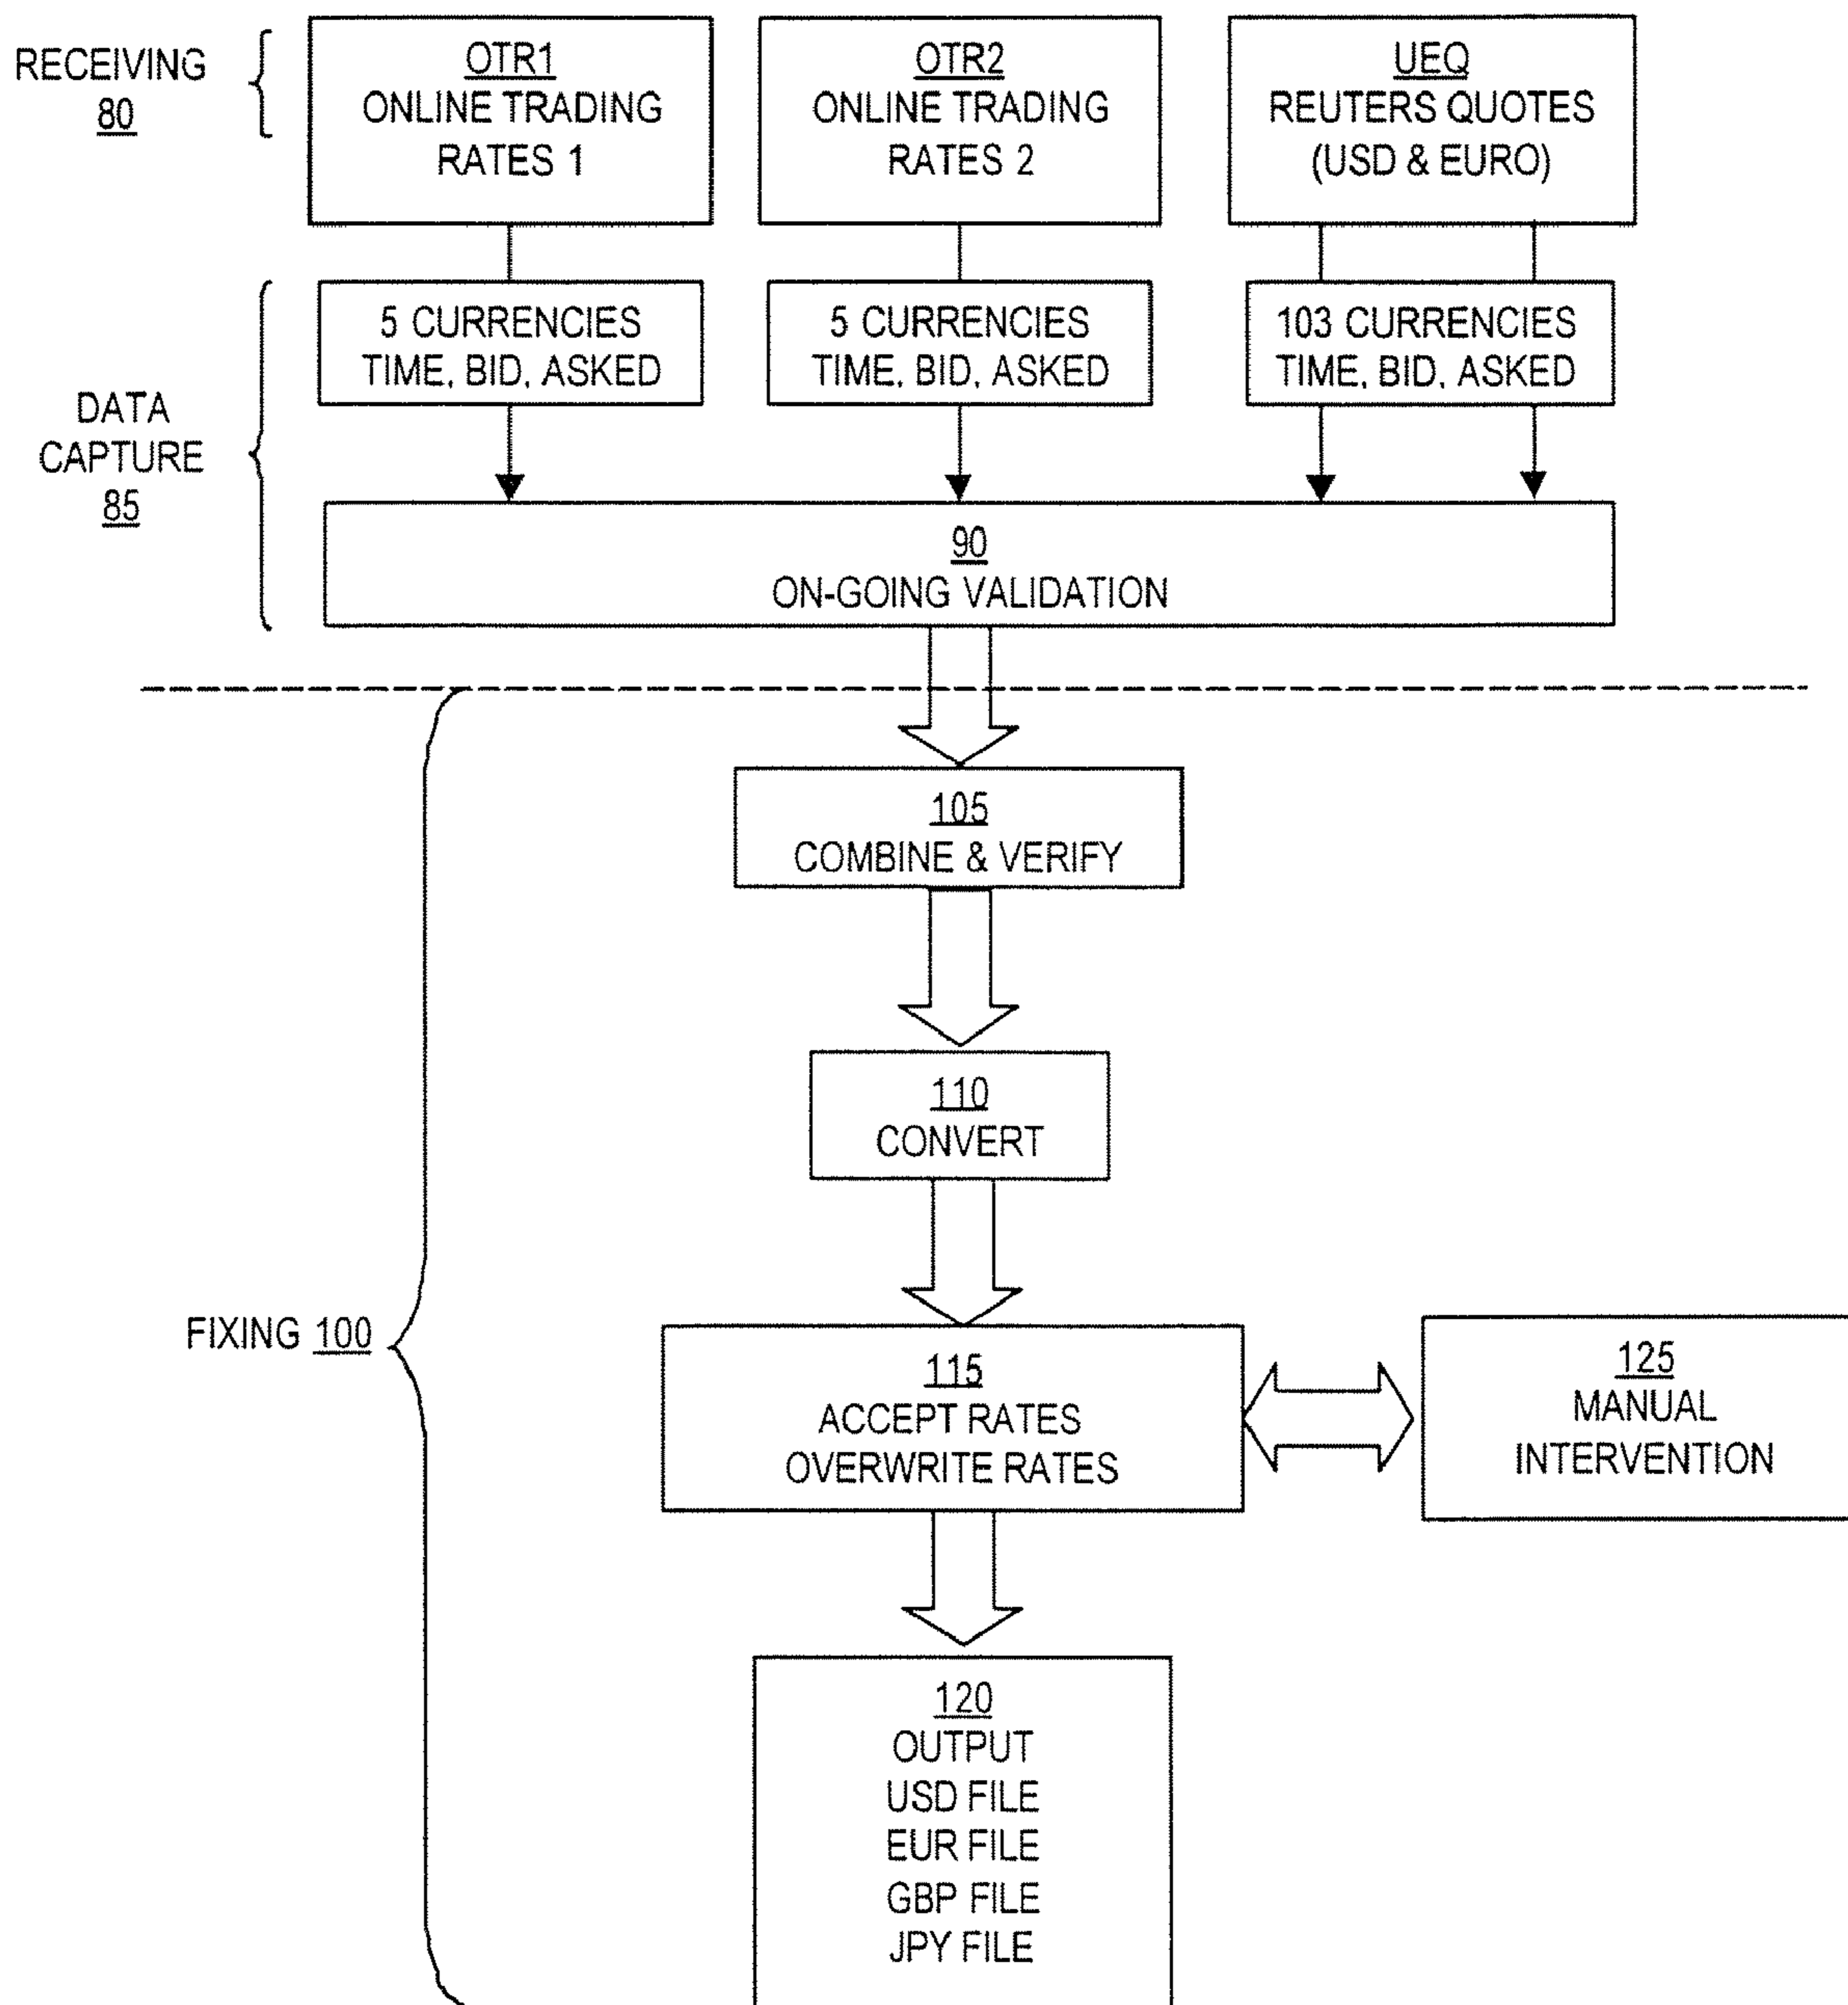 RECEIVING
80
OTR1
ONLINE TRADING
RATES 1
OTR2
ONLINE TRADING
RATES 2
UEQ
REUTERS QUOTES
(USD & EURO)
DATA
CAPTURE
85
5 CURRENCIES
TIME, BID, ASKED
5 CURRENCIES
TIME, BID, ASKED
103 CURRENCIES
TIME, BID, ASKED
90
ON-GOING VALIDATION
FIXING 100
105
COMBINE & VERIFY
110
CONVERT
115
ACCEPT RATES
OVERWRITE RATES
125
MANUAL
INTERVENTION
120
OUTPUT
USD FILE
EUR FILE
GBP FILE
JPY FILE